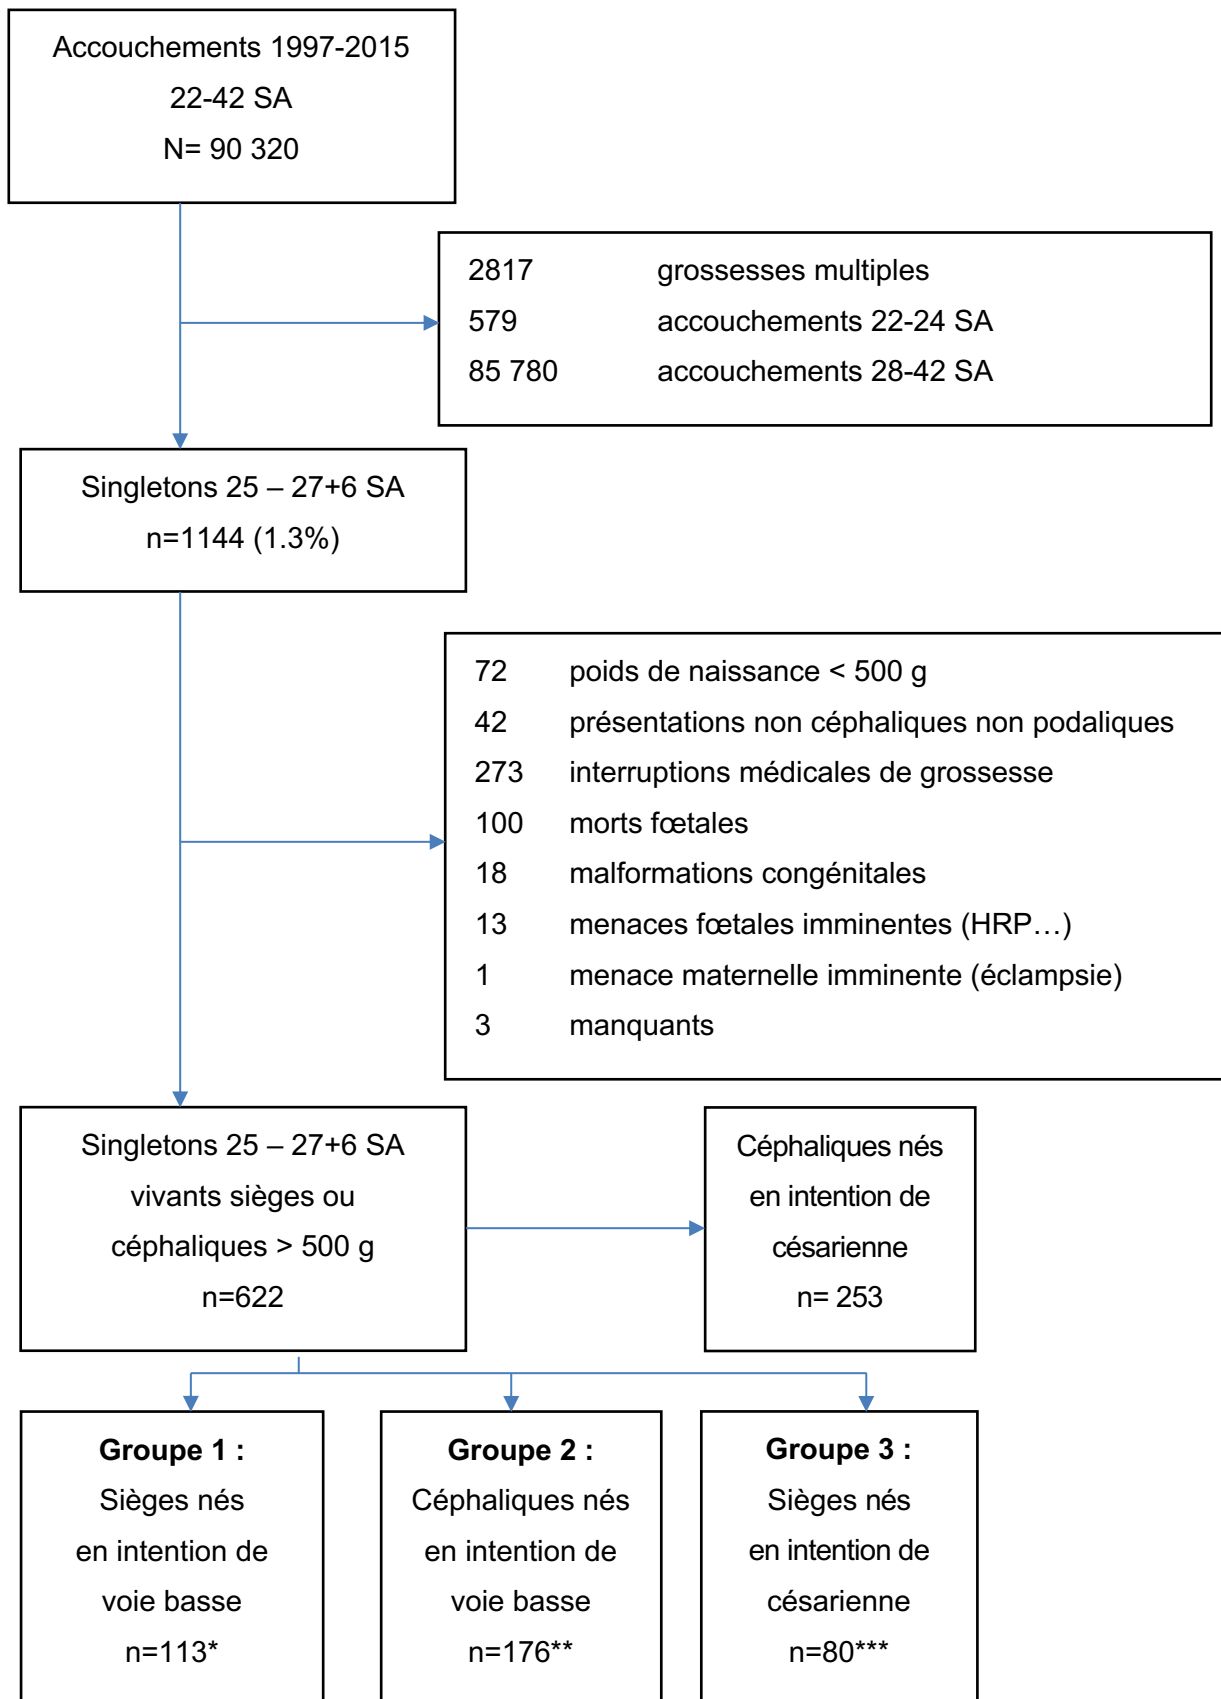 Accouchements 1997-2015
22-42 SA
N= 90 320
2817 grossesses multiples
579 accouchements 22-24 SA
85 780 accouchements 28-42 SA
Singletons 25 – 27+6 SA
n=1144 (1.3%)
72 poids de naissance < 500 g
42 présentations non céphaliques non podaliques
273 interruptions médicales de grossesse
100 morts fœtales
18 malformations congénitales
13 menaces fœtales imminentes (HRP…)
1 menace maternelle imminente (éclampsie)
3 manquants
Singletons 25 – 27+6 SA
vivants sièges ou
céphaliques > 500 g
n=622
Céphaliques nés
en intention de
césarienne
n= 253
Groupe 1 :
Sièges nés
en intention de
voie basse
n=113*
Groupe 2 :
Céphaliques nés
en intention de
voie basse
n=176**
Groupe 3 :
Sièges nés
en intention de
césarienne
n=80***